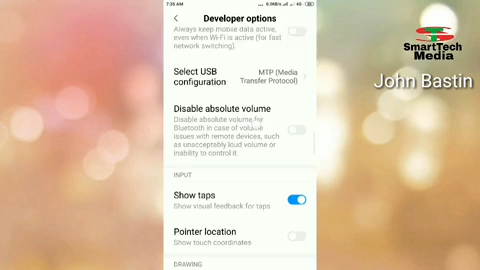 7:35 AM
0.0KB/s
4G
Developer options
Always keep mobile data active,
even when Wi-Fi is active (for fast
network switching).
Select USB
configuration
MTP (Media
Transfer Protocol)
Disable absolute volume
Disable absolute volume for
Bluetooth in case of volume
issues with remote devices, such
as unacceptably loud volume or
inability to control it.
INPUT
Show taps
Show visual feedback for taps
Pointer location
Show touch coordinates
DRAWING
SmartTech
Media
John Bastin